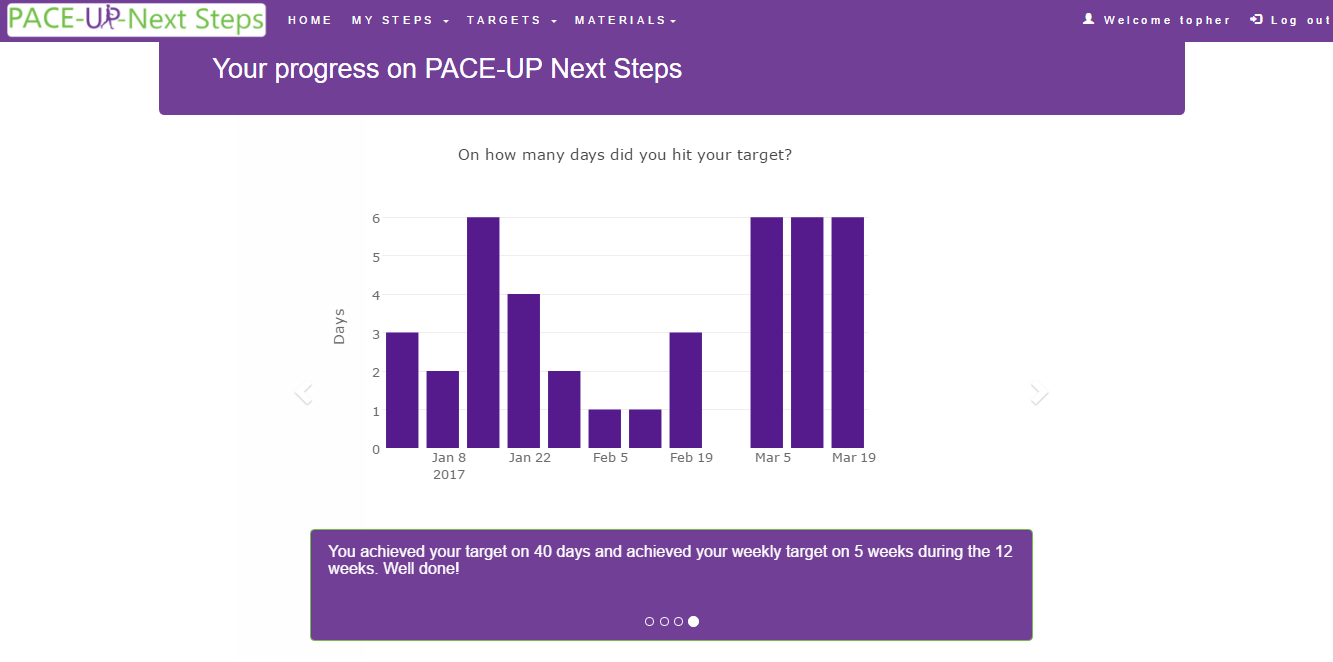 PACE-UP-Next Steps HOME MY STEPS TARGETS MATERIALS Welcome topher Log out
Your progress on PACE-UP Next Steps
On how many days did you hit your target?
6
5
4
3
2
1
0
Days
Jan 8 Jan 22 Feb 5 Feb 19 Mar 5 Mar 19
2017
You achieved your target on 40 days and achieved your weekly target on 5 weeks during the 12
weeks. Well done!